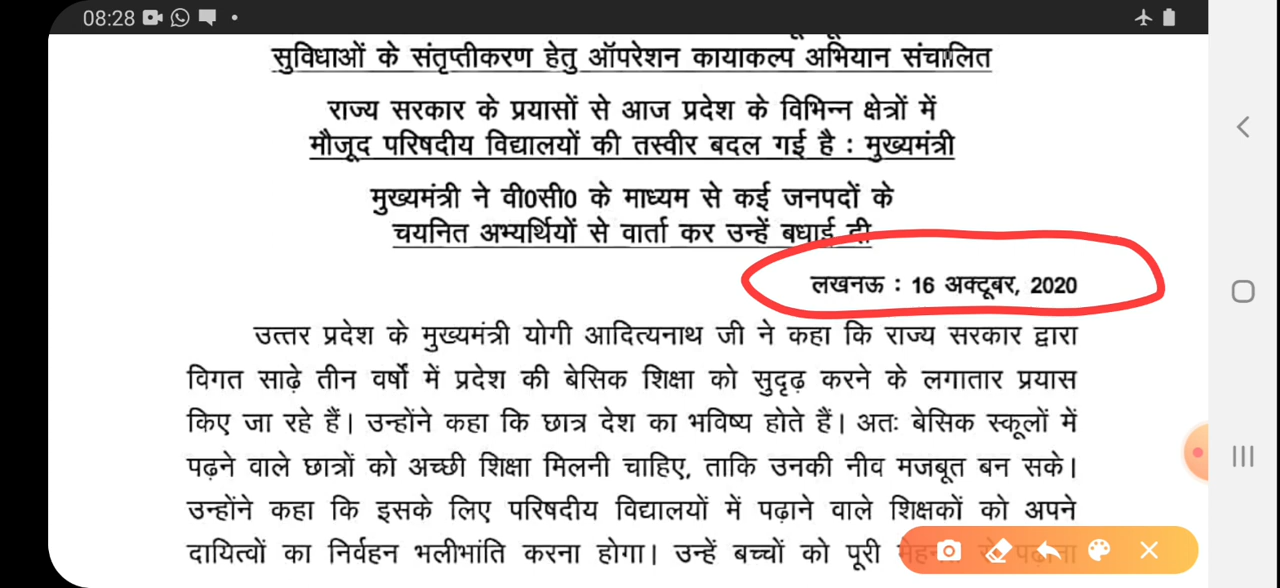 08:28
सुविधाओं के संतृप्तीकरण हेतु ऑपरेशन कायाकल्प अभियान संचालित
राज्य सरकार के प्रयासों से आज प्रदेश के विभिन्न क्षेत्रों में
मौजूद परिषदीय विद्यालयों की तस्वीर बदल गई है : मुख्यमंत्री
मुख्यमंत्री ने वी0सी0 के माध्यम से कई जनपदों के
चयनित अभ्यर्थियों से वार्ता कर उन्हें बधाई दी
लखनऊ : 16 अक्टूबर, 2020
उत्तर प्रदेश के मुख्यमंत्री योगी आदित्यनाथ जी ने कहा कि राज्य सरकार द्वारा
विगत साढ़े तीन वर्षों में प्रदेश की बेसिक शिक्षा को सुदृढ़ करने के लगातार प्रयास
किए जा रहे हैं। उन्होंने कहा कि छात्र देश का भविष्य होते हैं। अतः बेसिक स्कूलों में
पढ़ने वाले छात्रों को अच्छी शिक्षा मिलनी चाहिए, ताकि उनकी नीव मजबूत बन सके।
उन्होंने कहा कि इसके लिए परिषदीय विद्यालयों में पढ़ाने वाले शिक्षकों को अपने
दायित्वों का निर्वहन भलीभांति करना होगा। उन्हें बच्चों को पूरी